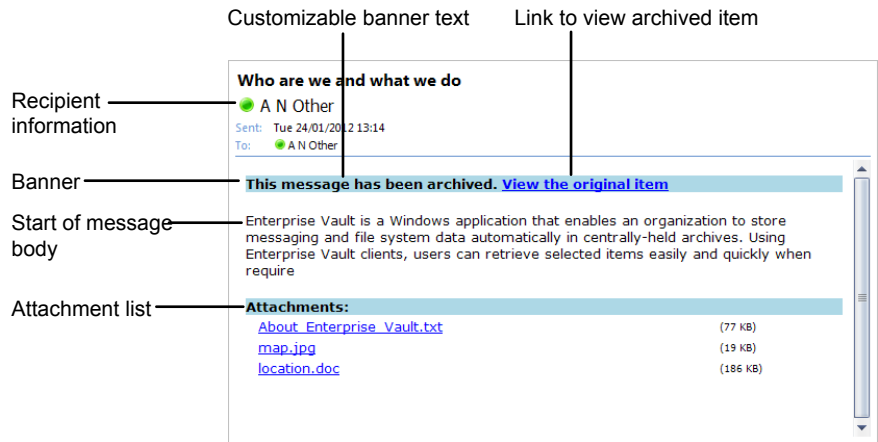 Customizable banner text
Link to view archived item
Who are we and what we do
Recipient
information
A N Other
Sent: Tue 24/01/2012 13:14
To: A N Other
Banner
This message has been archived. View the original item
Start of message
body
Enterprise Vault is a Windows application that enables an organization to store
messaging and file system data automatically in centrally-held archives. Using
Enterprise Vault clients, users can retrieve selected items easily and quickly when
require
Attachment list
Attachments:
About_Enterprise_Vault.txt (77 KB)
map.jpg (19 KB)
location.doc (186 KB)